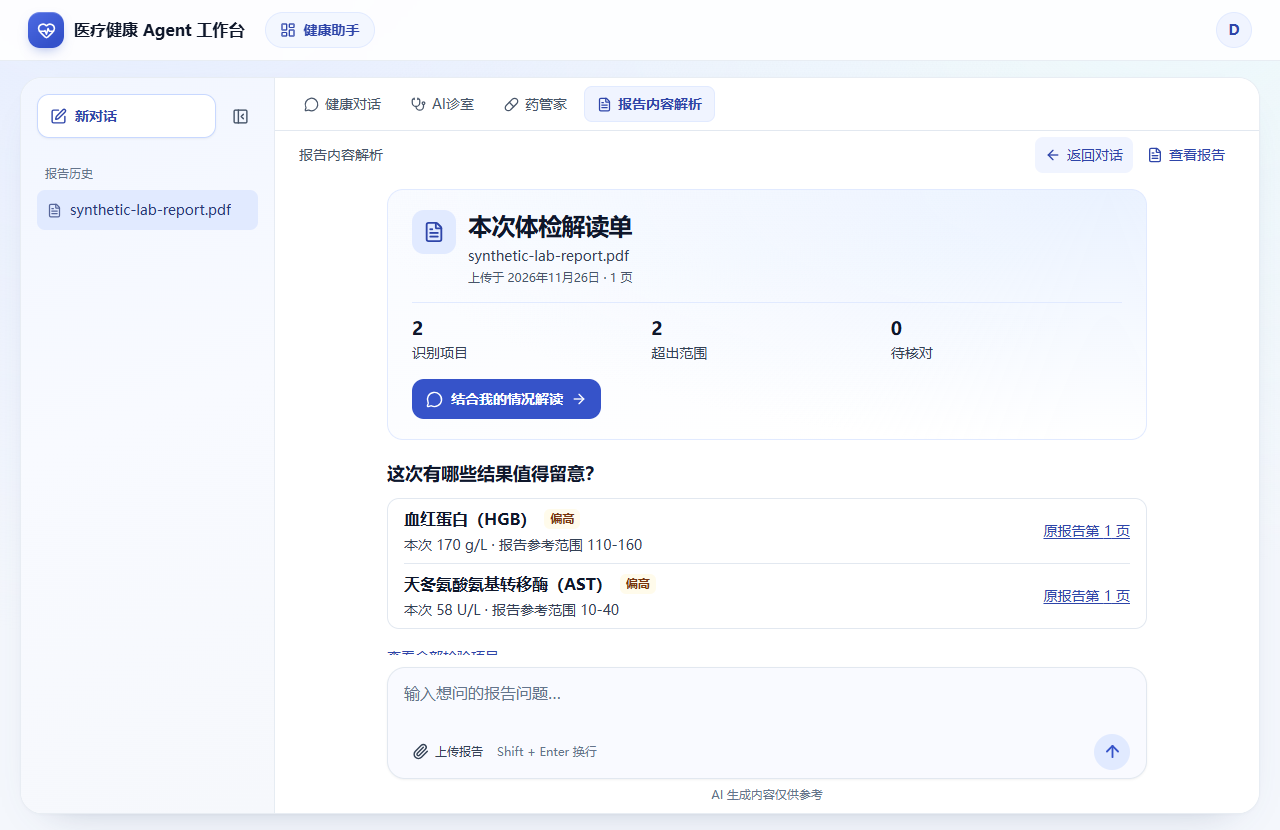 医疗健康 Agent 工作台
健康助手
D
新对话
报告历史
synthetic-lab-report.pdf
健康对话
AI诊室
药管家
报告内容解析
报告内容解析
返回对话
查看报告
本次体检解读单
synthetic-lab-report.pdf
上传于 2026年11月26日 · 1 页
2
识别项目
2
超出范围
0
待核对
结合我的情况解读
这次有哪些结果值得留意？
血红蛋白（HGB） 偏高
本次 170 g/L · 报告参考范围 110-160
原报告第 1 页
天冬氨酸氨基转移酶（AST） 偏高
本次 58 U/L · 报告参考范围 10-40
原报告第 1 页
查看全部检验项目
输入想问的报告问题...
上传报告
Shift + Enter 换行
AI 生成内容仅供参考